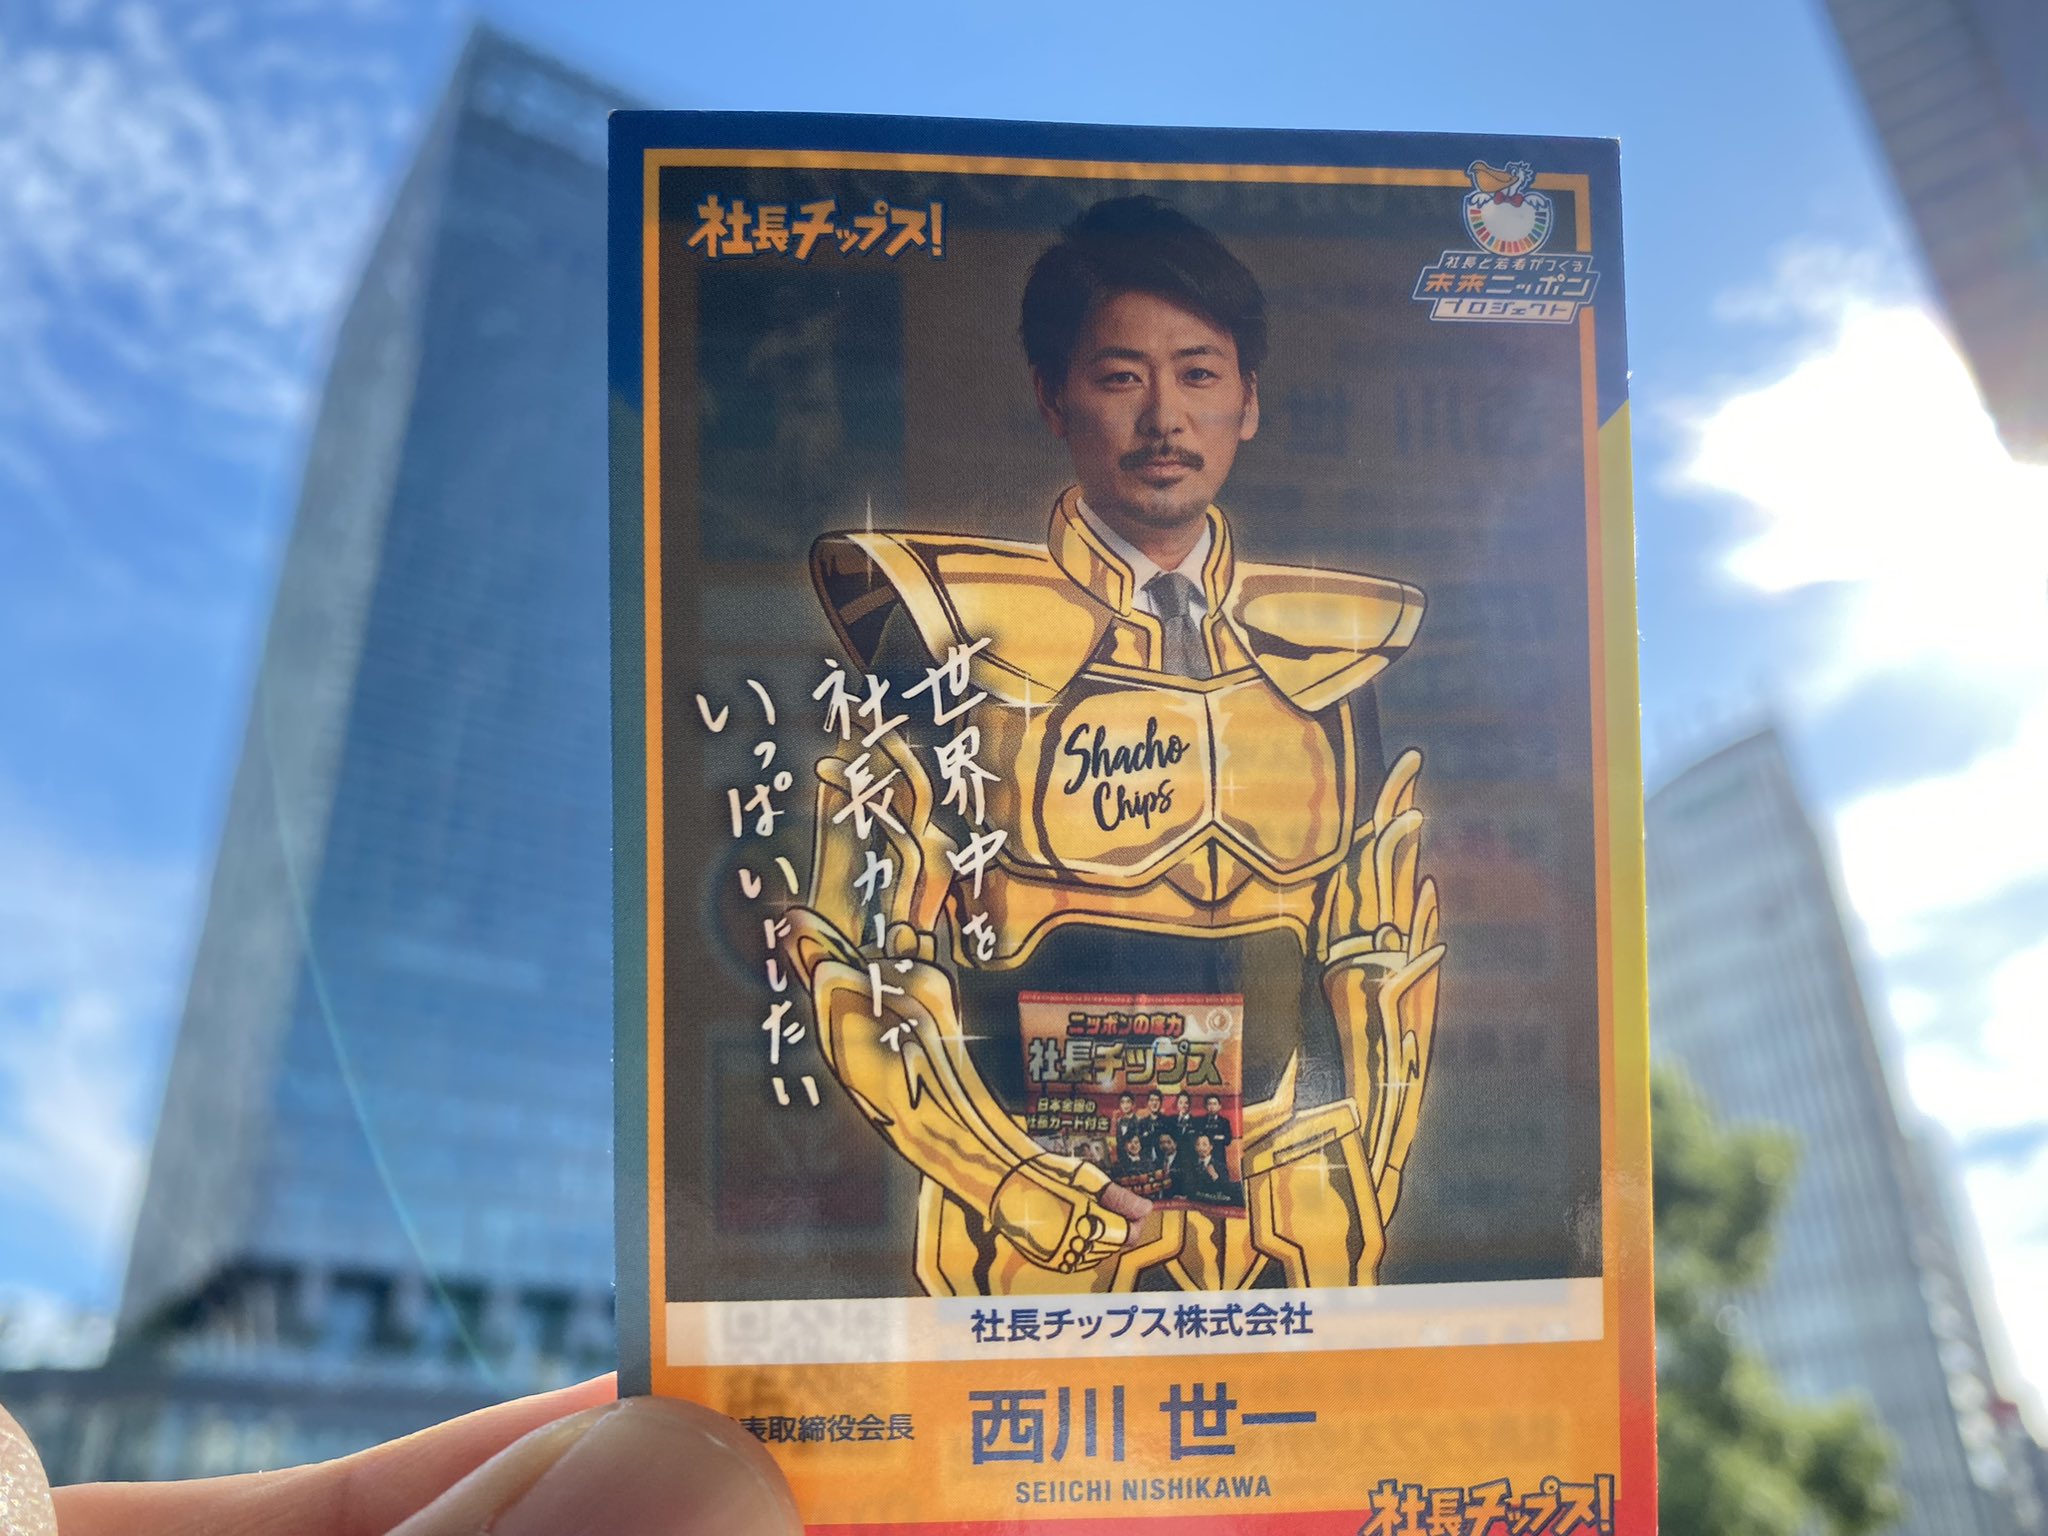 社長チップス!
社長と若者がつくる
未来ニッポン
プロジェクト
世界中を
社長カードで
いっぱいにしたい
Shacho
Chips
ニッポンの底力
社長チップス
日本全国の
社長カード付き
社長チップス株式会社
表取締役会長
西川 世一
SEIICHI NISHIKAWA
社長チップス!